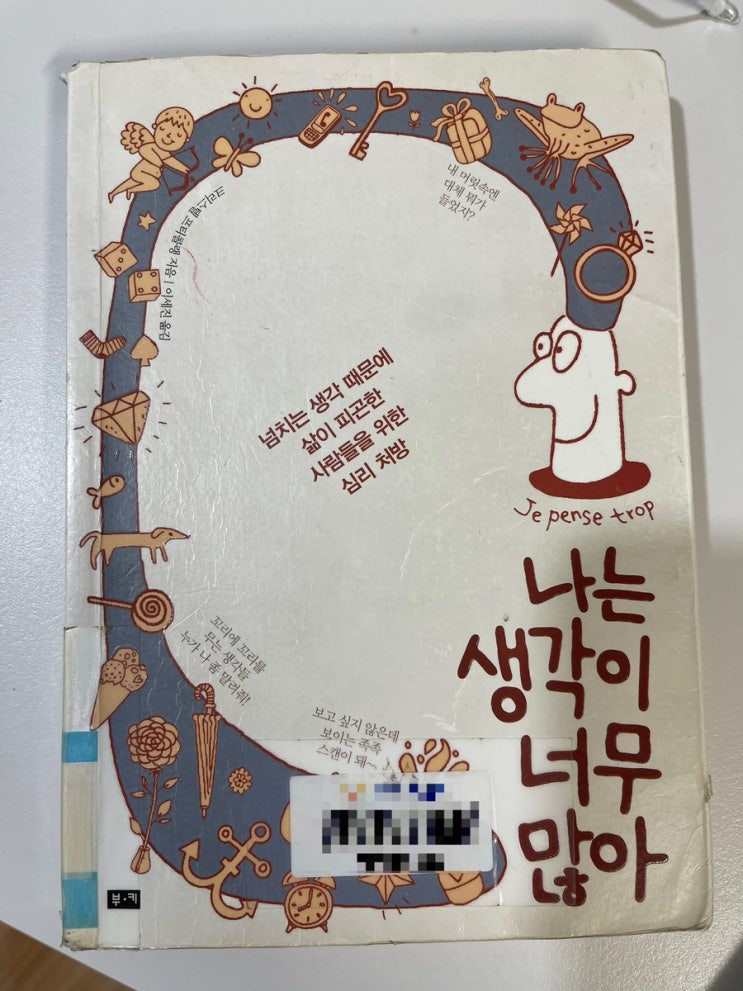 내 머릿속엔
대체 뭐가
들었지?
크리스텔 프티콜랭 지음 | 이세진 옮김
넘치는 생각 때문에
삶이 피곤한
사람들을 위한
심리 처방
Je pense trop
나는
생각이
너무
많아
꼬리에 꼬리를
무는 생각들
누가 나 좀 말려줘!
보고 싶지 않은데
보이는 족족
스캔이 돼~
부·키